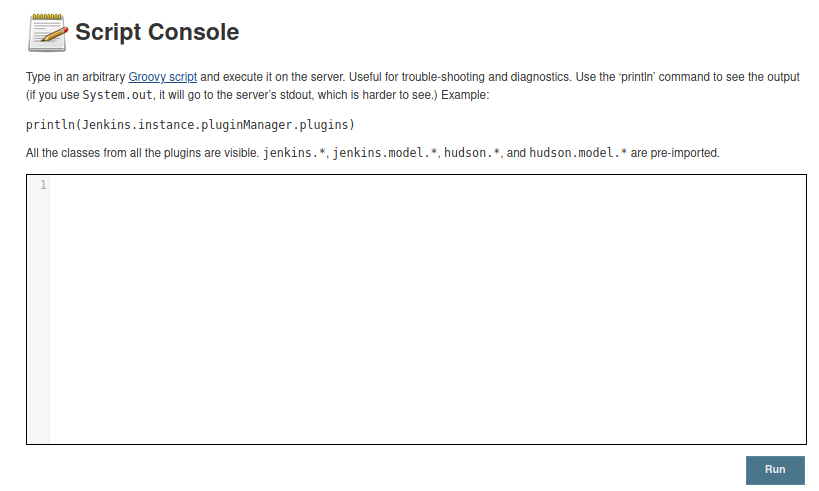 Script Console
Type in an arbitrary Groovy script and execute it on the server. Useful for trouble-shooting and diagnostics. Use the ‘println’ command to see the output
(if you use System.out, it will go to the server’s stdout, which is harder to see.) Example:
println(Jenkins.instance.pluginManager.plugins)
All the classes from all the plugins are visible. jenkins.*, jenkins.model.*, hudson.*, and hudson.model.* are pre-imported.
1
Run